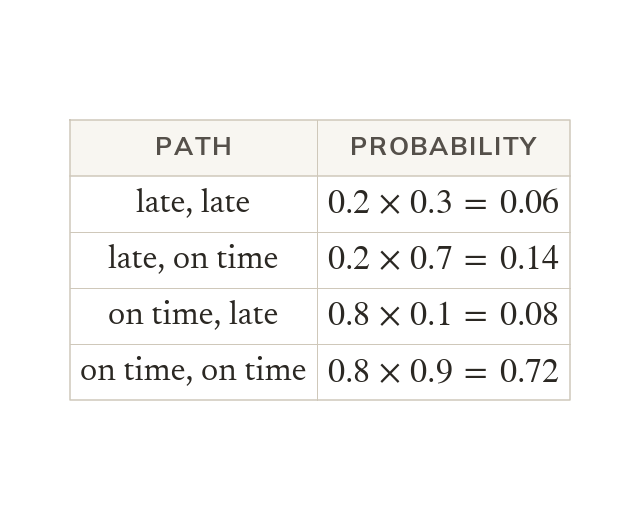 PATH PROBABILITY
late, late 0.2 × 0.3 = 0.06
late, on time 0.2 × 0.7 = 0.14
on time, late 0.8 × 0.1 = 0.08
on time, on time 0.8 × 0.9 = 0.72